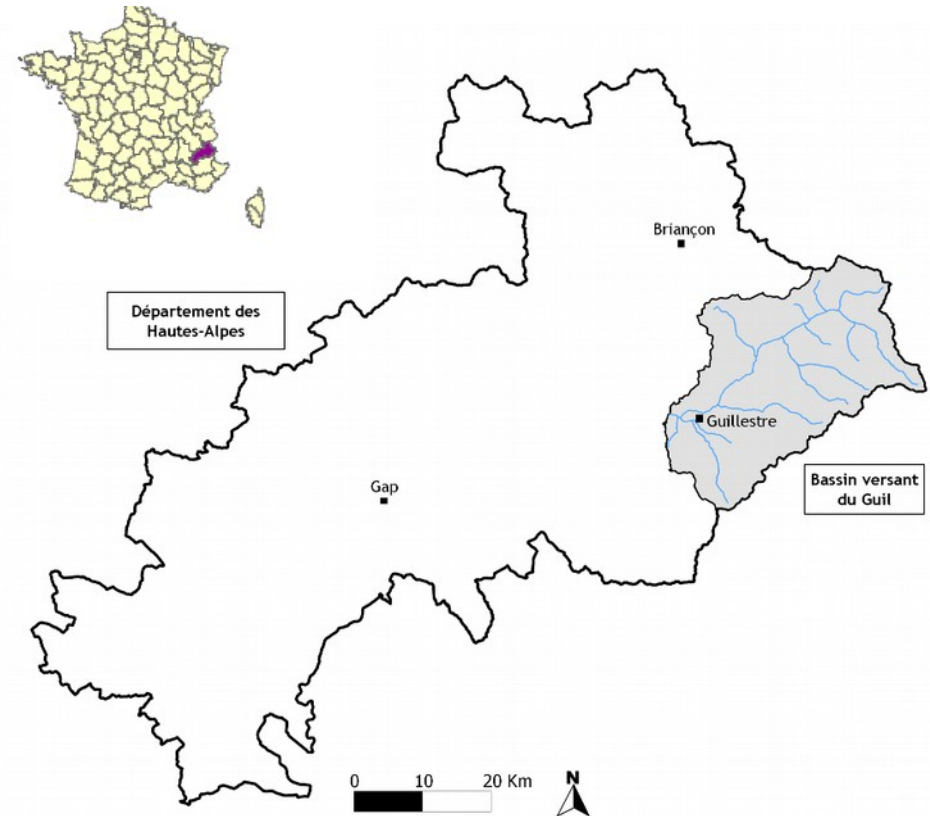 Briançon
Département des
Hautes-Alpes
Guillestre
Bassin versant
du Guil
Gap
0 10 20 Km
N